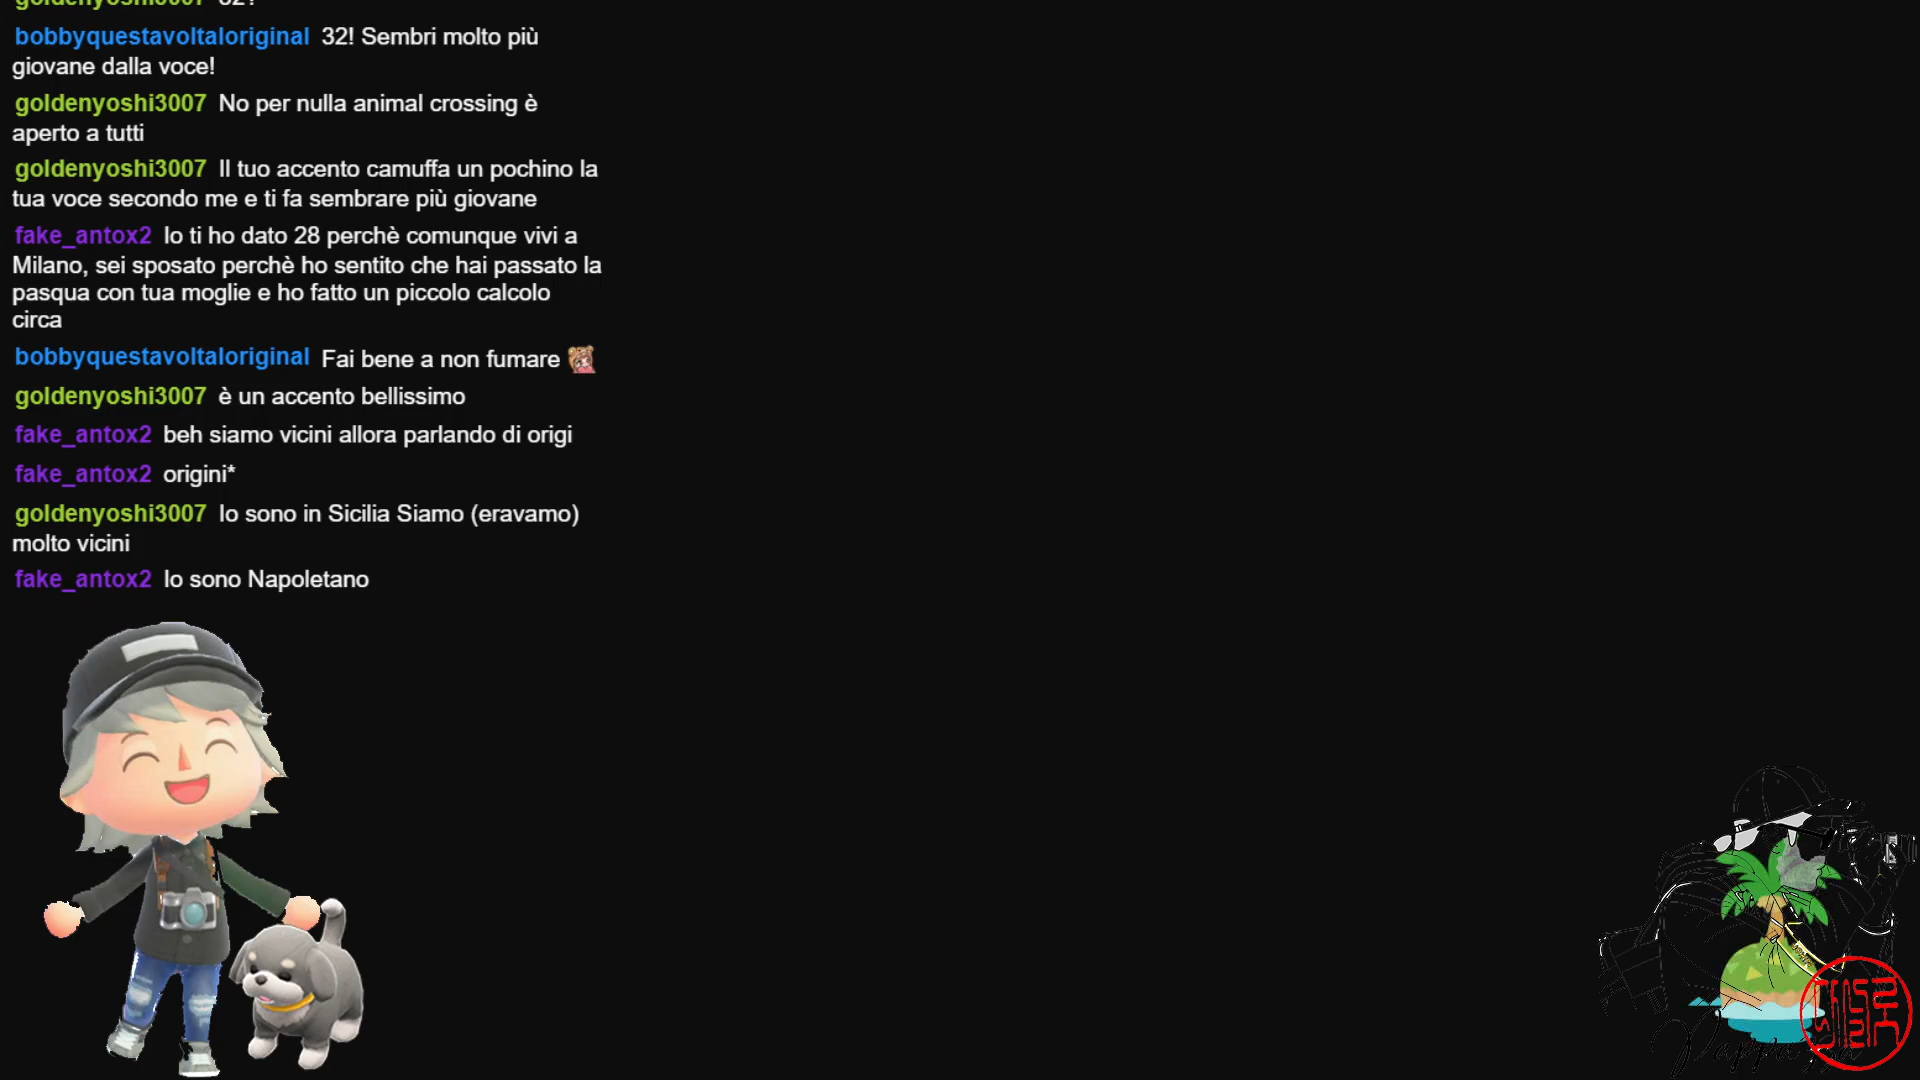 goldenyoshi3007 32?
bobbyquestavoltaloriginal 32! Sembri molto più
giovane dalla voce!
goldenyoshi3007 No per nulla animal crossing è
aperto a tutti
goldenyoshi3007 Il tuo accento camuffa un pochino la
tua voce secondo me e ti fa sembrare più giovane
fake_antox2 Io ti ho dato 28 perchè comunque vivi a
Milano, sei sposato perchè ho sentito che hai passato la
pasqua con tua moglie e ho fatto un piccolo calcolo
circa
bobbyquestavoltaloriginal Fai bene a non fumare
goldenyoshi3007 è un accento bellissimo
fake_antox2 beh siamo vicini allora parlando di origi
fake_antox2 origini*
goldenyoshi3007 Io sono in Sicilia Siamo (eravamo)
molto vicini
fake_antox2 Io sono Napoletano